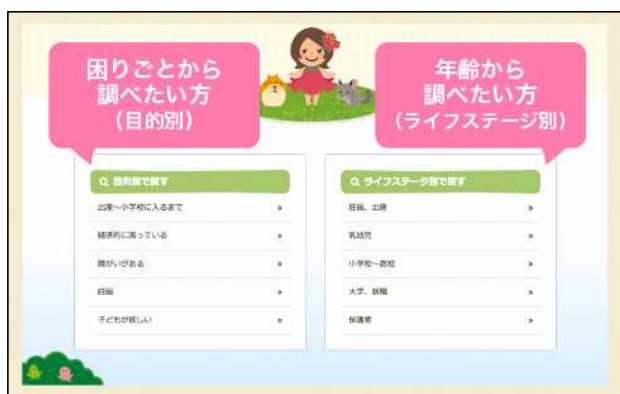 困りごとから
調べたい方
（目的別）
年齢から
調べたい方
（ライフステージ別）
目的別で探す
出産～小学校に入るまで
経済的に困っている
障がいがある
妊娠
子どもが欲しい
ライフステージ別で探す
妊娠、出産
乳幼児
小学校～高校
大学、就職
保護者